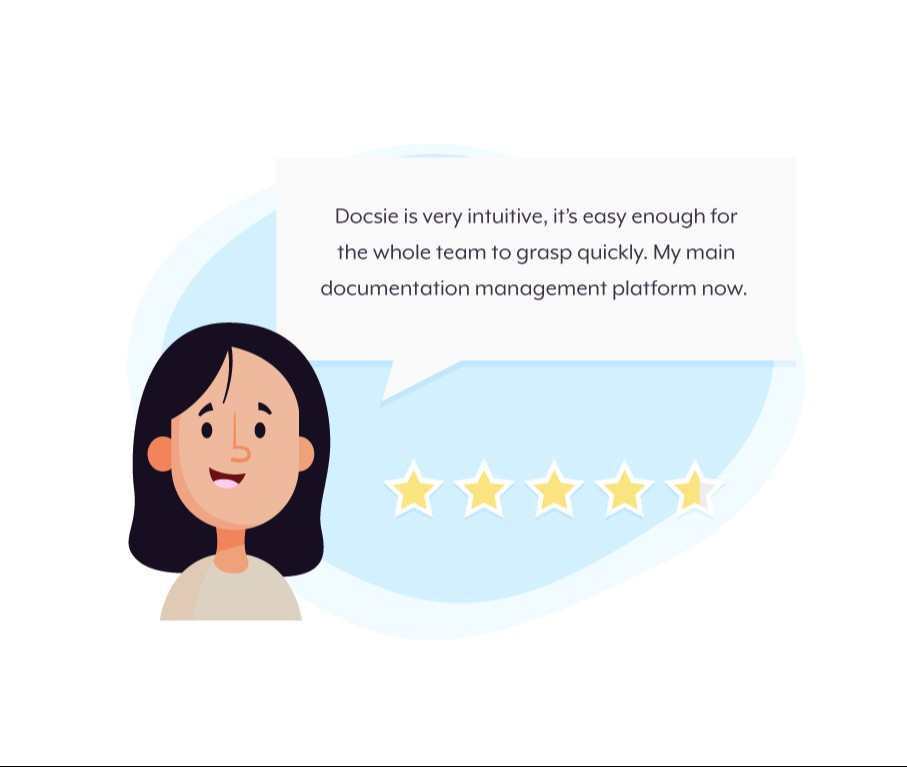 Docsie is very intuitive, it's easy enough for
the whole team to grasp quickly. My main
documentation management platform now.